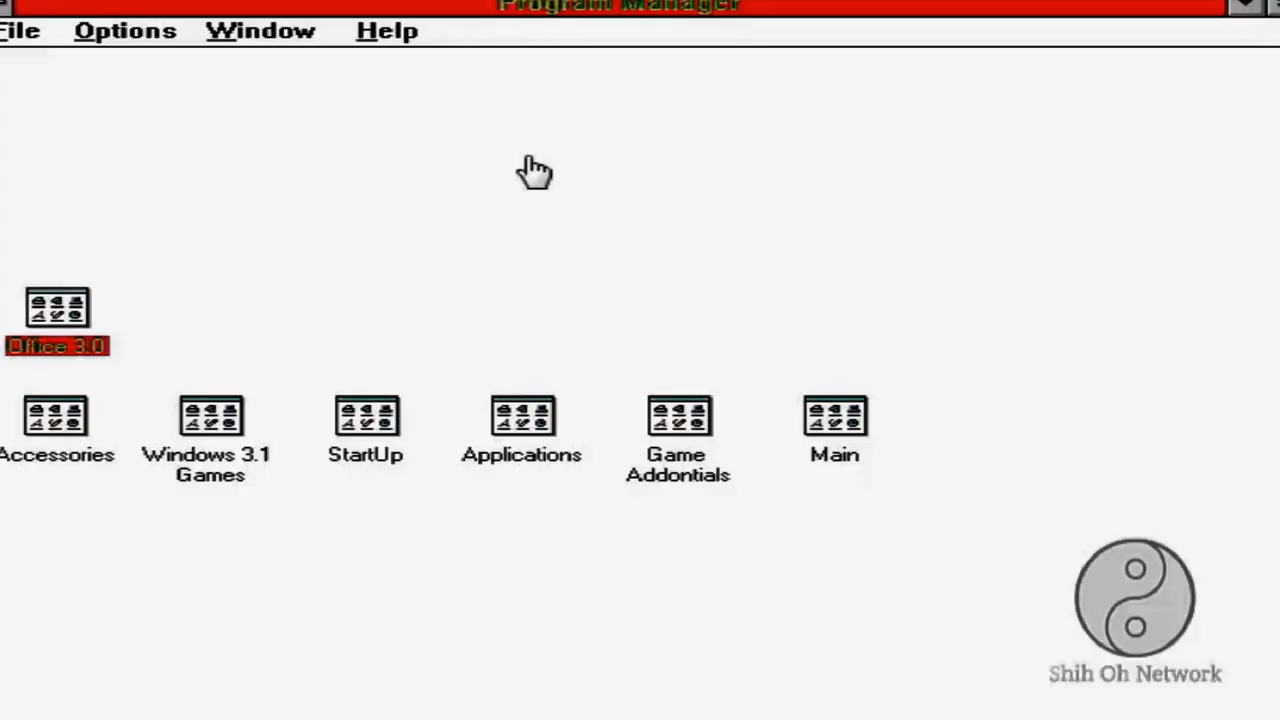 Program Manager
File Options Window Help
Office 3.0
Accessories Windows 3.1 Games StartUp Applications Game Addontials Main
Shih Oh Network